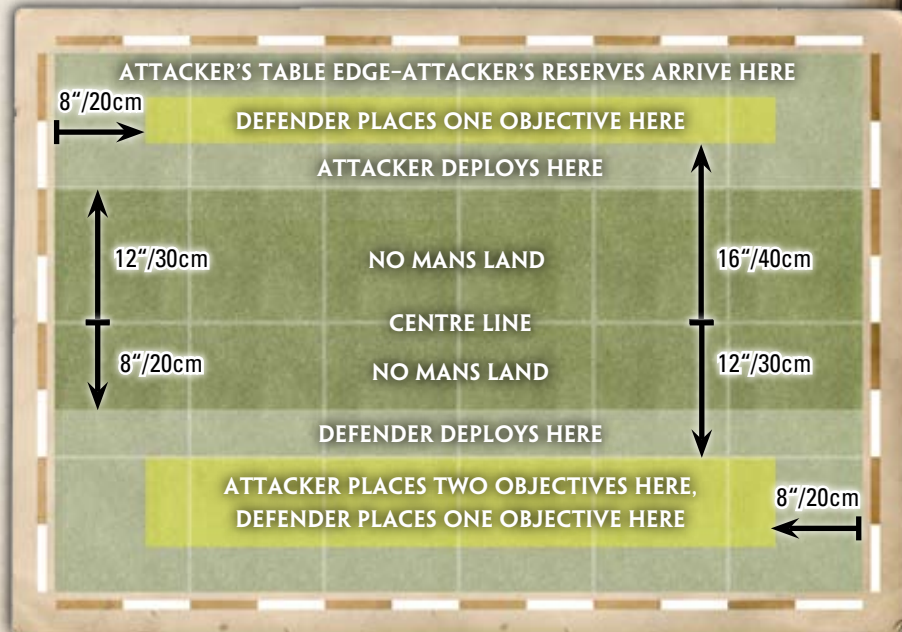 ATTACKER'S TABLE EDGE–ATTACKER'S RESERVES ARRIVE HERE
8"/20cm
DEFENDER PLACES ONE OBJECTIVE HERE
ATTACKER DEPLOYS HERE
12"/30cm
NO MANS LAND
16"/40cm
CENTRE LINE
8"/20cm
NO MANS LAND
12"/30cm
DEFENDER DEPLOYS HERE
ATTACKER PLACES TWO OBJECTIVES HERE,
DEFENDER PLACES ONE OBJECTIVE HERE
8"/20cm